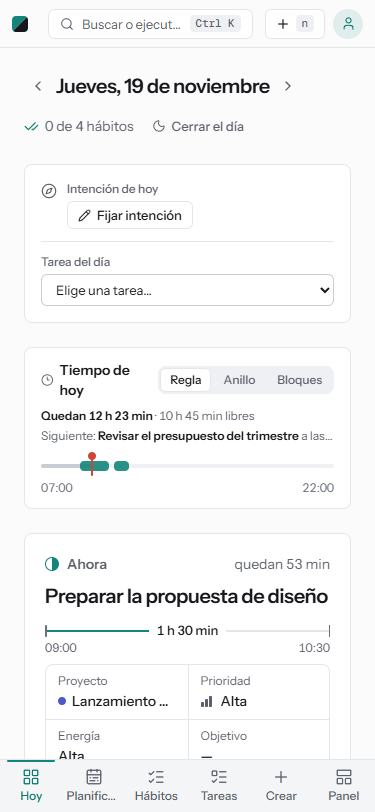 Buscar o ejecut... Ctrl K
n
Jueves, 19 de noviembre
0 de 4 hábitos
Cerrar el día
Intención de hoy
Fijar intención
Tarea del día
Elige una tarea...
Tiempo de hoy
Regla
Anillo
Bloques
Quedan 12 h 23 min · 10 h 45 min libres
Siguiente: Revisar el presupuesto del trimestre a las...
07:00
22:00
Ahora
quedan 53 min
Preparar la propuesta de diseño
1 h 30 min
09:00
10:30
Proyecto
Lanzamiento ...
Prioridad
Alta
Energía
Alta
Objetivo
—
Hoy
Planific...
Hábitos
Tareas
Crear
Panel